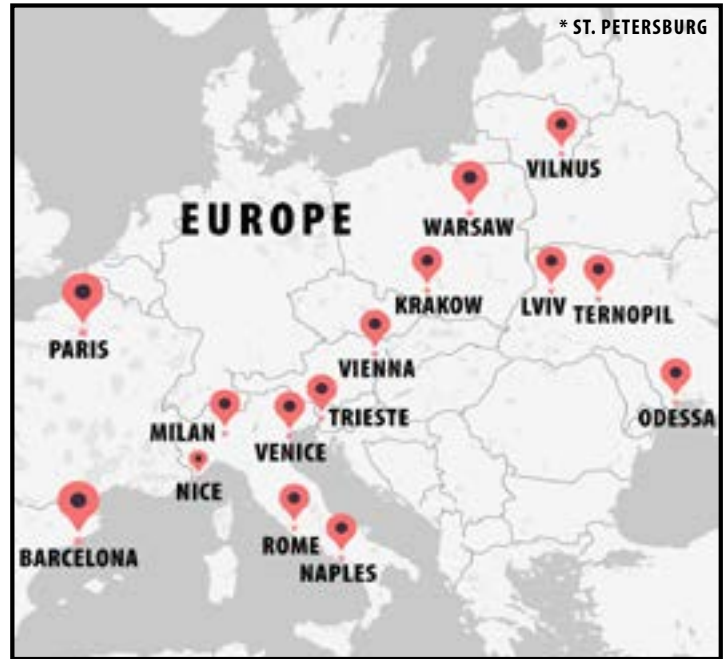 * ST. PETERSBURG
VILNUS
EUROPE
WARSAW
KRAKOW
LVIV
TERNOPIL
PARIS
VIENNA
MILAN
TRIESTE
VENICE
ODESSA
NICE
ROME
NAPLES
BARCELONA